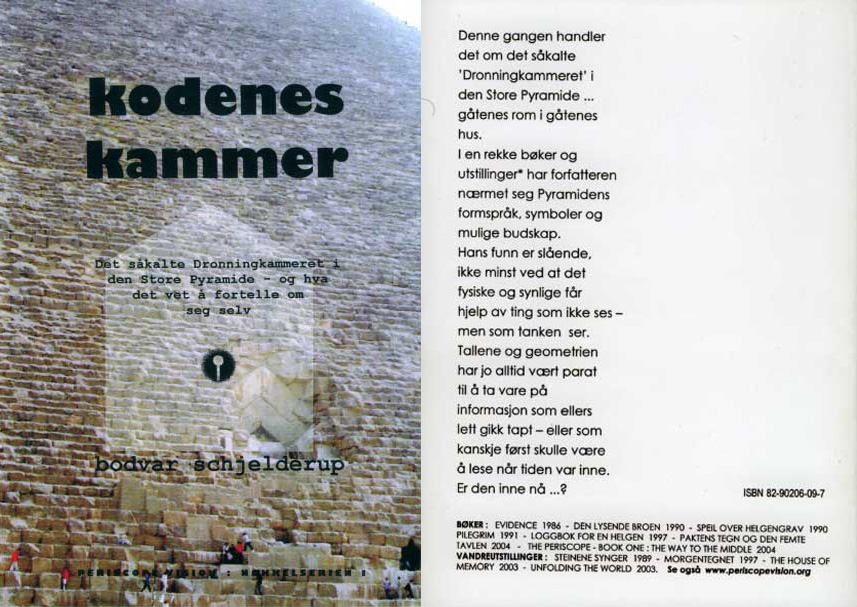 kodenes
kammer
Det såkalte Dronningkammeret i
den Store Pyramide - og hva
det vet å fortelle om
seg selv
bodvar schjelderup
PERISCOPE VISION : NØKKELSERIEN 1
Denne gangen handler
det om det såkalte
'Dronningkammeret' i
den Store Pyramide ...
gåtenes rom i gåtenes
hus.
I en rekke bøker og
utstillinger* har forfatteren
nærmet seg Pyramidens
formspråk, symboler og
mulige budskap.
Hans funn er slående,
ikke minst ved at det
fysiske og synlige får
hjelp av ting som ikke ses –
men som tanken ser.
Tallene og geometrien
har jo alltid vært parat
til å ta vare på
informasjon som ellers
lett gikk tapt – eller som
kanskje først skulle være
å lese når tiden var inne.
Er den inne nå ...?
ISBN 82-90206-09-7
BØKER : EVIDENCE 1986 - DEN LYSENDE BROEN 1990 - SPEIL OVER HELGENGRAV 1990
PILEGRIM 1991 - LOGGBOK FOR EN HELGEN 1997 - PAKTENS TEGN OG DEN FEMTE
TAVLEN 2004 - THE PERISCOPE - BOOK ONE : THE WAY TO THE MIDDLE 2004
VANDREUTSTILLINGER : STEINENE SYNGER 1989 - MORGENTEGNET 1997 - THE HOUSE OF
MEMORY 2003 - UNFOLDING THE WORLD 2003. Se også www.periscopevision.org